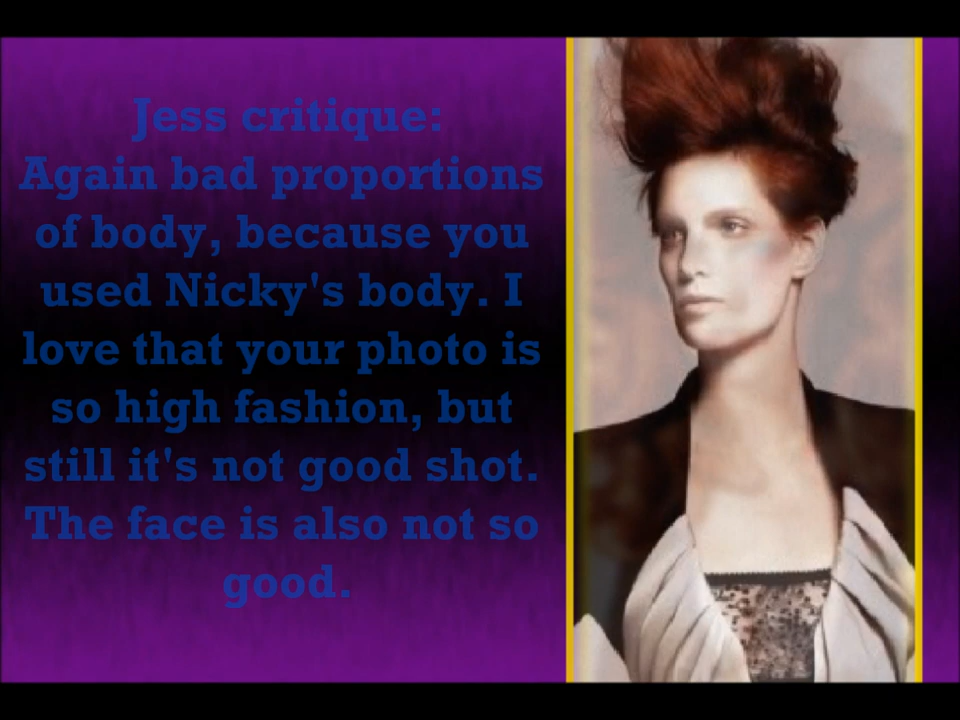 Jess critique:
Again bad proportions
of body, because you
used Nicky's body. I
love that your photo is
so high fashion, but
still it's not good shot.
The face is also not so
good.